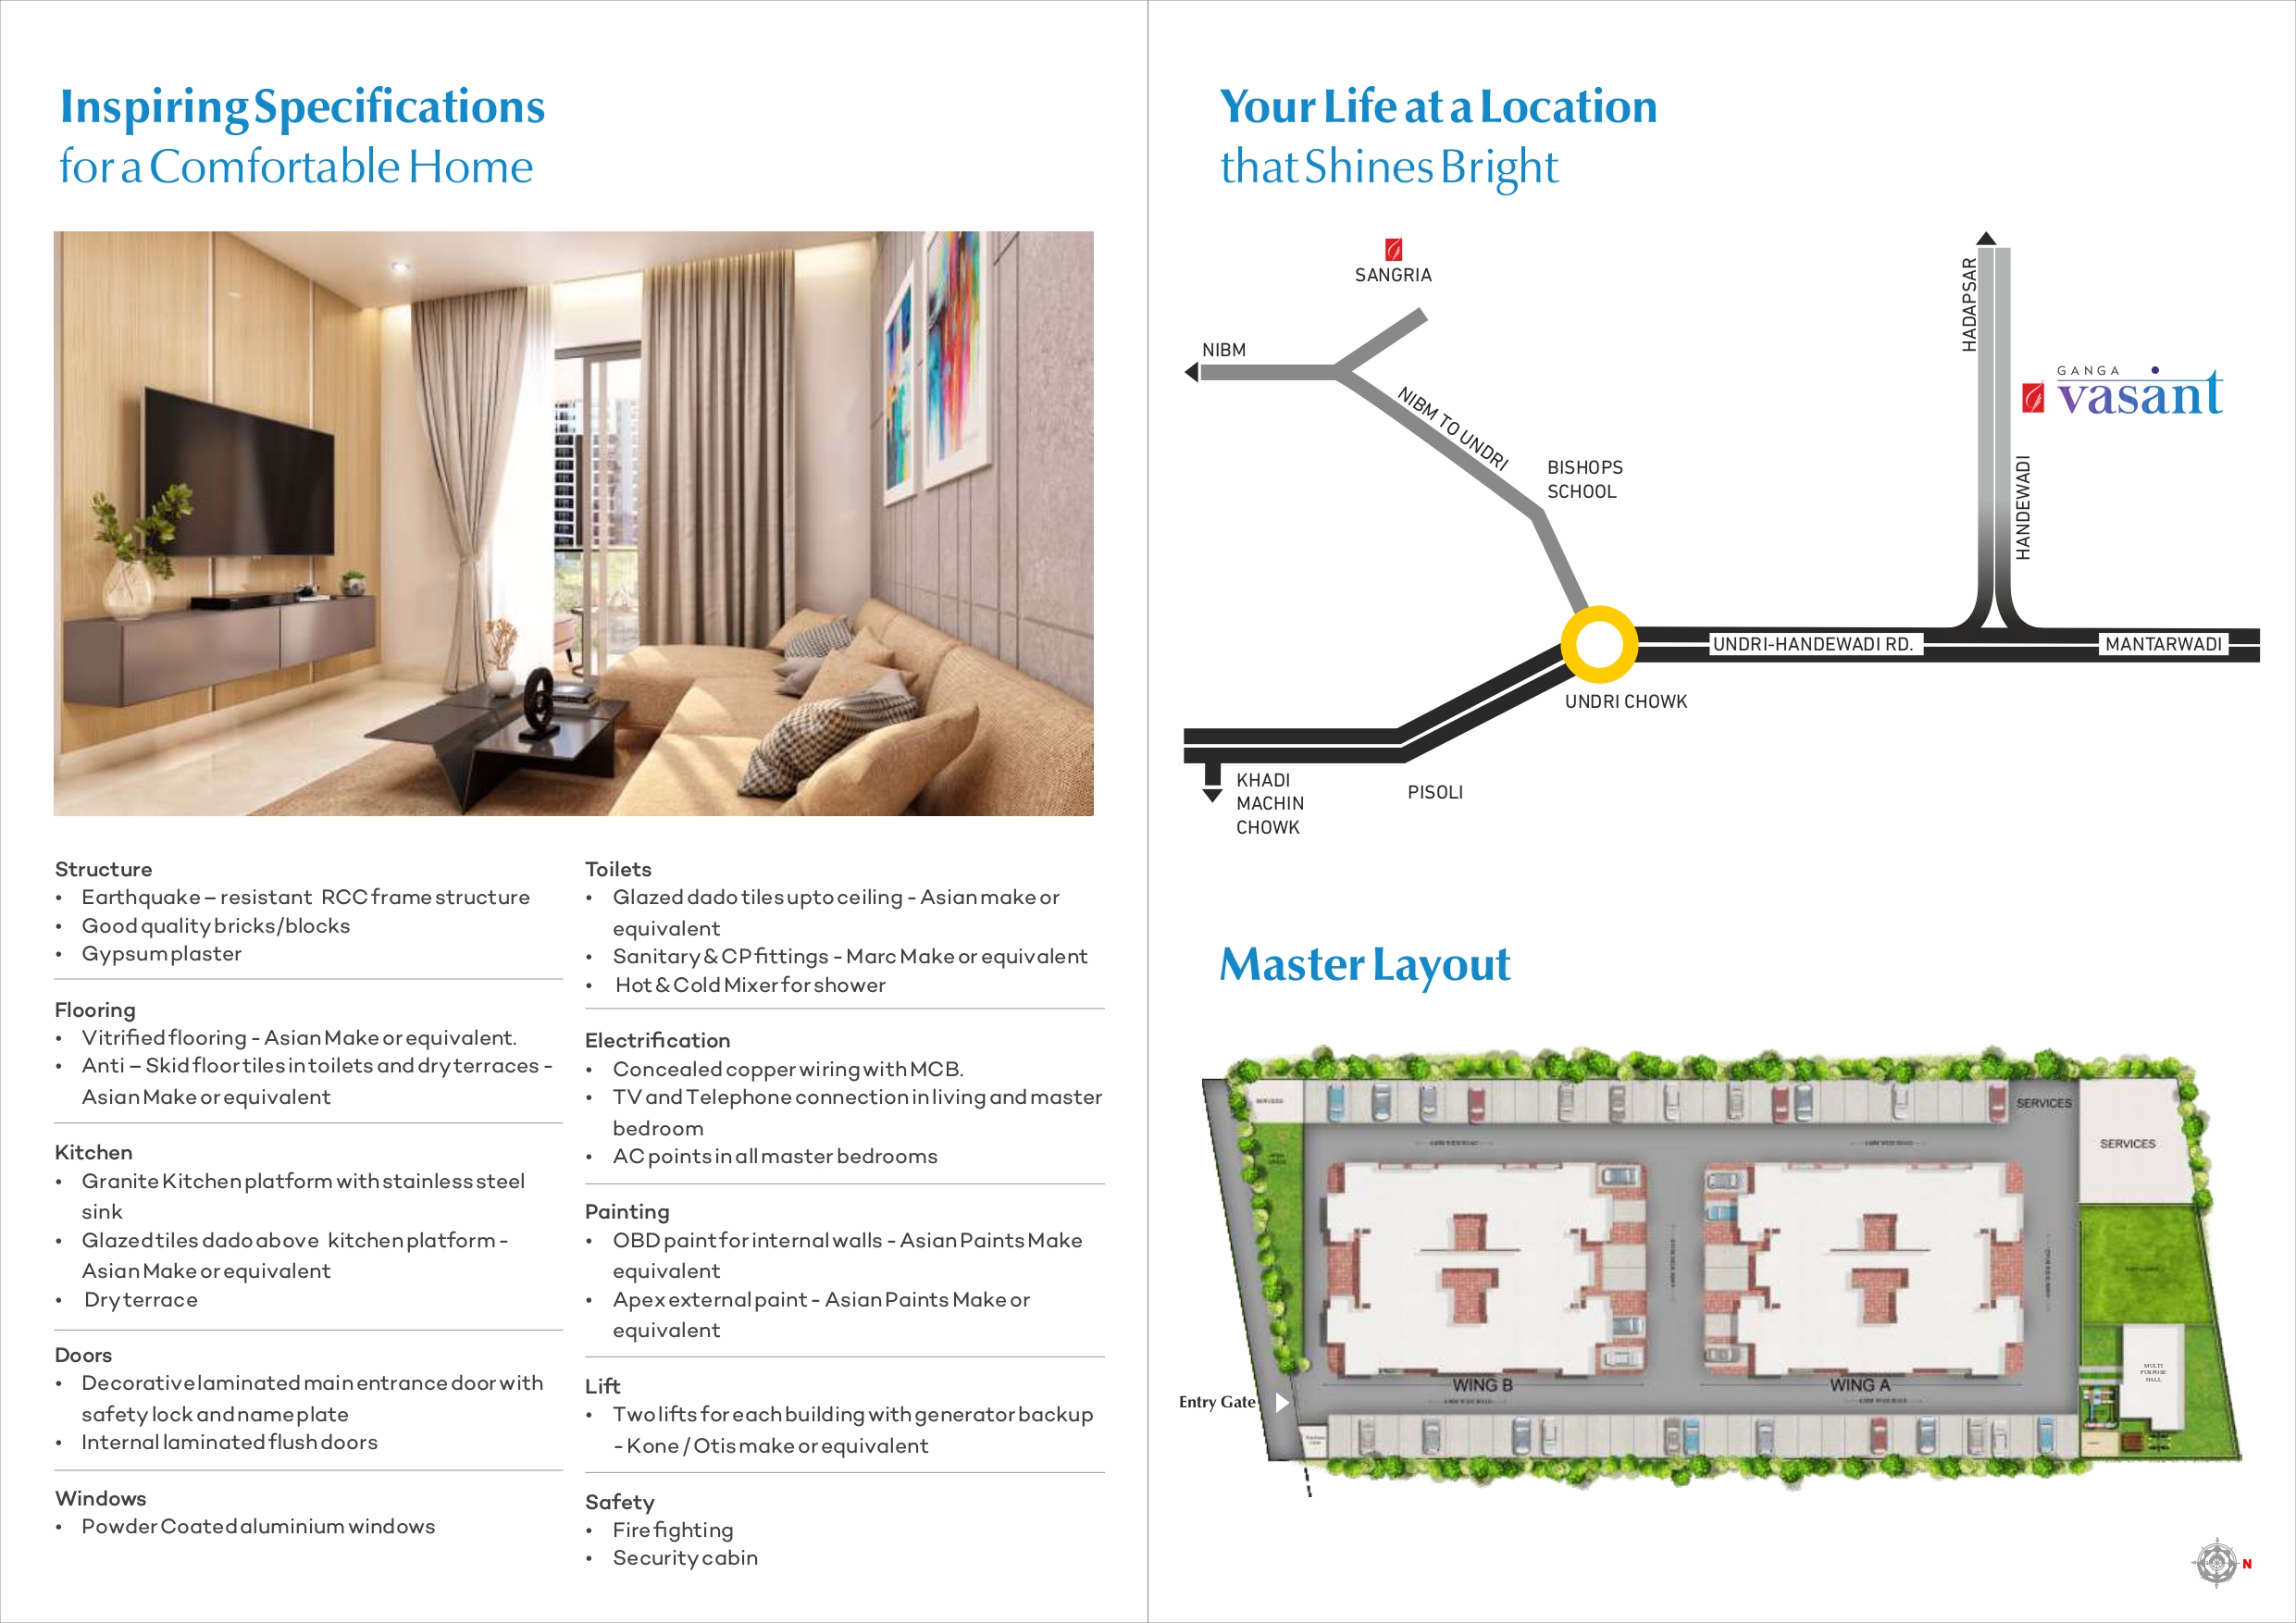 Inspiring Specifications
for a Comfortable Home
Structure
• Earthquake – resistant RCC frame structure
• Good quality bricks/blocks
• Gypsum plaster
Flooring
• Vitrified flooring - Asian Make or equivalent.
• Anti – Skid floor tiles in toilets and dry terraces -
Asian Make or equivalent
Kitchen
• Granite Kitchen platform with stainless steel
sink
• Glazed tiles dado above kitchen platform -
Asian Make or equivalent
• Dry terrace
Doors
• Decorative laminated main entrance door with
safety lock and name plate
• Internal laminated flush doors
Windows
• Powder Coated aluminium windows
Toilets
• Glazed dado tiles upto ceiling - Asian make or
equivalent
• Sanitary & CP fittings - Marc Make or equivalent
• Hot & Cold Mixer for shower
Electrification
• Concealed copper wiring with MCB.
• TV and Telephone connection in living and master
bedroom
• AC points in all master bedrooms
Painting
• OBD paint for internal walls - Asian Paints Make
equivalent
• Apex external paint - Asian Paints Make or
equivalent
Lift
• Two lifts for each building with generator backup
- Kone / Otis make or equivalent
Safety
• Fire fighting
• Security cabin
Your Life at a Location
that Shines Bright
SANGRIA
NIBM
NIBM TO UNDRI
BISHOPS
SCHOOL
HADAPSAR
GANGA
vasant
HANDEWADI
UNDRI-HANDEWADI RD.
MANTARWADI
UNDRI CHOWK
KHADI
MACHIN
CHOWK
PISOLI
Master Layout
SERVICES
SERVICES
SERVICES
OPEN
SPACE
MULTI
PURPOSE
HALL
WING B
WING A
Entry Gate
N